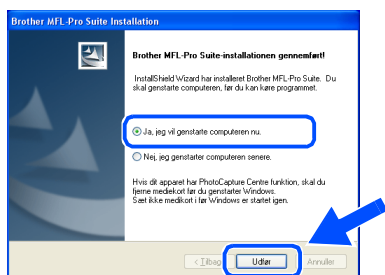 Brother MFL-Pro Suite Installation
Brother MFL-Pro Suite-installationen gennemført!
InstallShield Wizard har installeret Brother MFL-Pro Suite. Du
skal genstarte computeren, før du kan køre programmet.
Ja, jeg vil genstarte computeren nu.
Nej, jeg genstarter computeren senere.
Hvis dit apparat har PhotoCapture Centre funktion, skal du
fjerne mediekort før du genstarter Windows.
Sæt ikke medikort i før Windows er startet igen.
< Tilbage Udfør Annuller